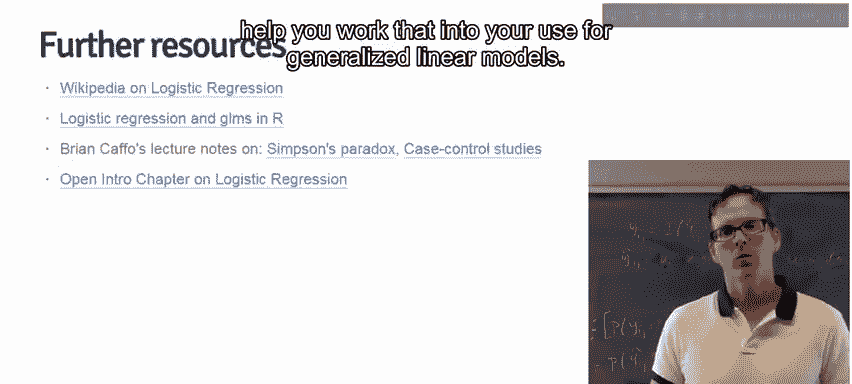 help you work that into your use for
generalized linear models.
Further resources
· Wikipedia on Logistic Regression
· Logistic regression and glms in R
· Brian Caffo's lecture notes on: Simpson's paradox, Case-control studies
· Open Intro Chapter on Logistic Regression